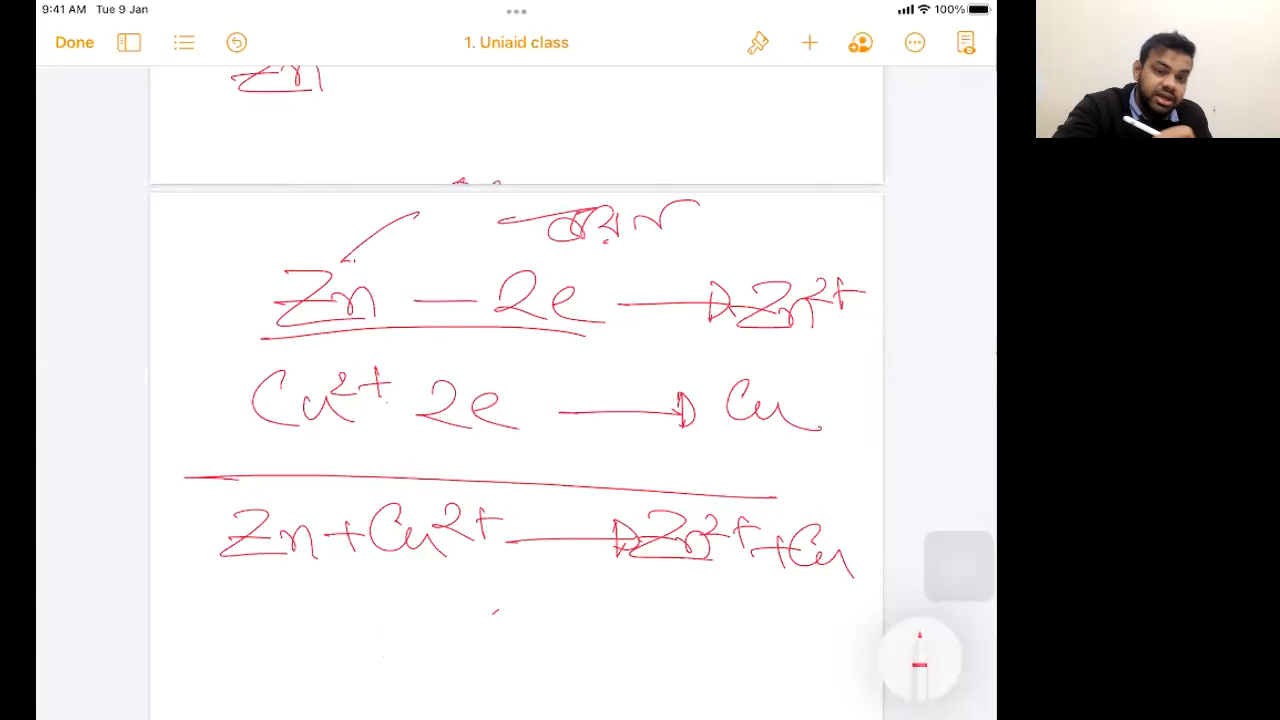 9:41 AM Tue 9 Jan 100%
Done 1. Uniaid class
Zn
Zn — 2e → Zn²⁺
Cu²⁺ 2e → Cu
Zn + Cu²⁺ → Zn²⁺ + Cu